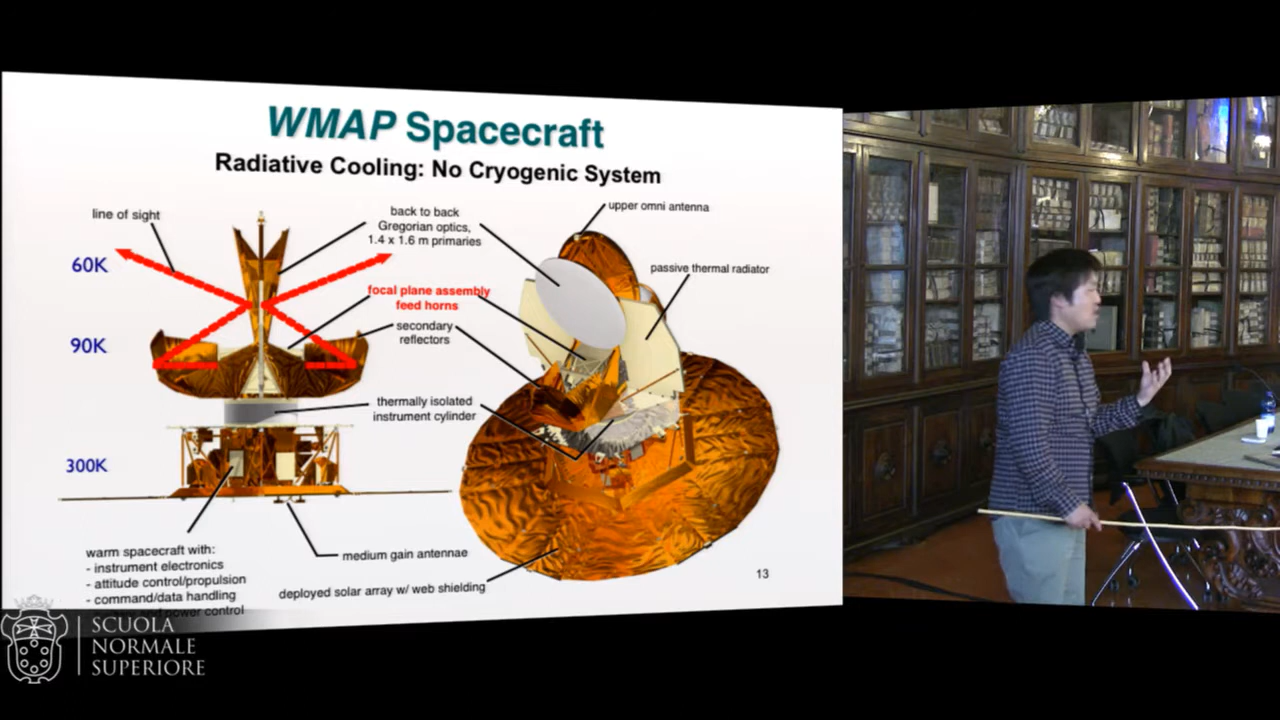 WMAP Spacecraft
Radiative Cooling: No Cryogenic System
line of sight
back to back
Gregorian optics,
1.4 x 1.6 m primaries
upper omni antenna
passive thermal radiator
60K
focal plane assembly
feed horns
secondary
reflectors
90K
thermally isolated
instrument cylinder
300K
warm spacecraft with:
- instrument electronics
- attitude control/propulsion
- command/data handling
and power control
medium gain antennae
deployed solar array w/ web shielding
13
SCUOLA
NORMALE
SUPERIORE